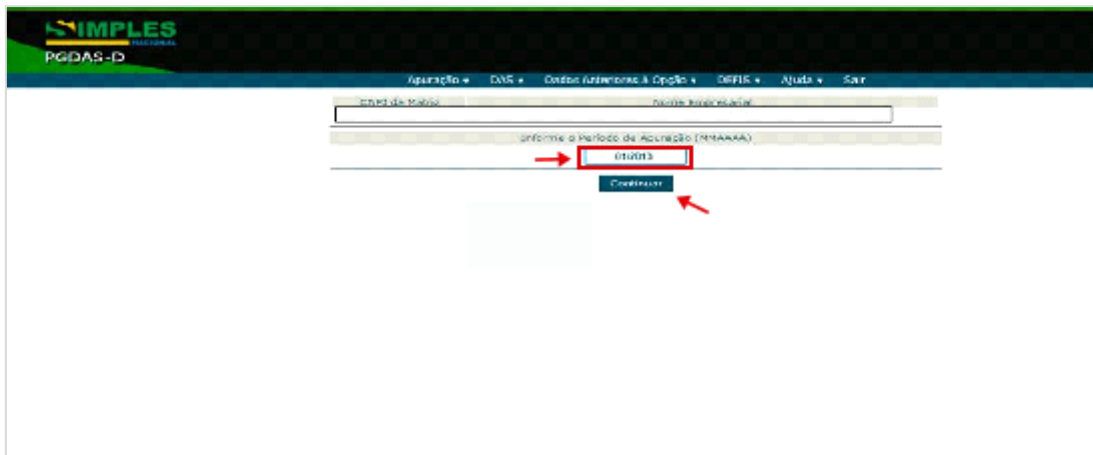 SIMPLES
NACIONAL
PGDAS-D
Apuração DAS Dados Anteriores à Opção DEFIS Ajuda Sair
CNPJ da Matriz Nome Empresarial
Informe o Período de Apuração (MMAAAA)
Continuar